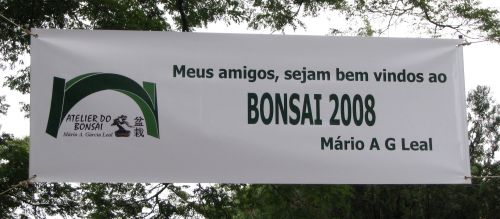 Meus amigos, sejam bem vindos ao
BONSAI 2008
Mário A G Leal
ATELIER DO
BONSAI
Mário A. Garcia Leal
盆
栽